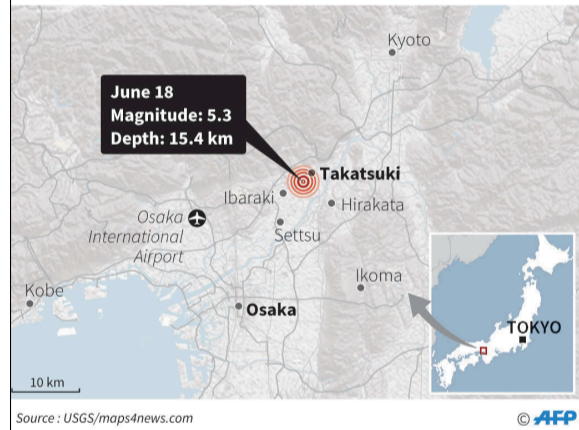 Kyoto
June 18
Magnitude: 5.3
Depth: 15.4 km
Takatsuki
Ibaraki
Hirakata
Osaka
International
Airport
Settsu
Ikoma
Kobe
Osaka
TOKYO
10 km
Source : USGS/maps4news.com
© AFP